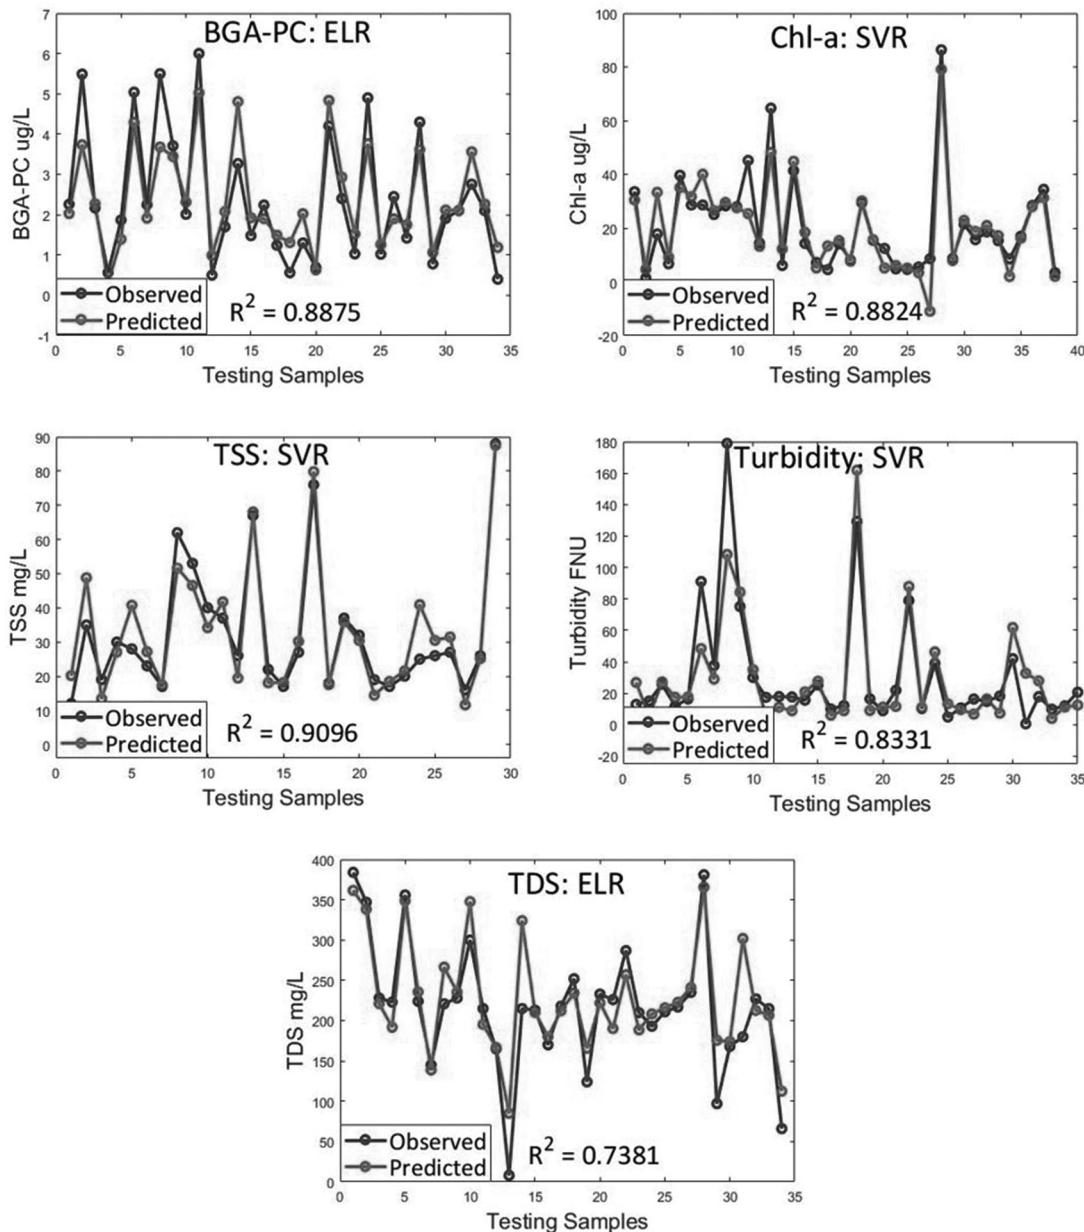 BGA-PC: ELR
7
6
5
4
3
2
1
0
-1
BGA-PC ug/L
Observed
Predicted
R² = 0.8875
0 5 10 15 20 25 30 35
Testing Samples
Chl-a: SVR
100
80
60
40
20
0
-20
Chl-a ug/L
Observed
Predicted
R² = 0.8824
0 5 10 15 20 25 30 35 40
Testing Samples
TSS: SVR
90
80
70
60
50
40
30
20
10
0
TSS mg/L
Observed
Predicted
R² = 0.9096
0 5 10 15 20 25 30
Testing Samples
Turbidity: SVR
180
160
140
120
100
80
60
40
20
0
-20
Turbidity FNU
Observed
Predicted
R² = 0.8331
0 5 10 15 20 25 30 35
Testing Samples
TDS: ELR
400
350
300
250
200
150
100
50
0
TDS mg/L
Observed
Predicted
R² = 0.7381
0 5 10 15 20 25 30 35
Testing Samples